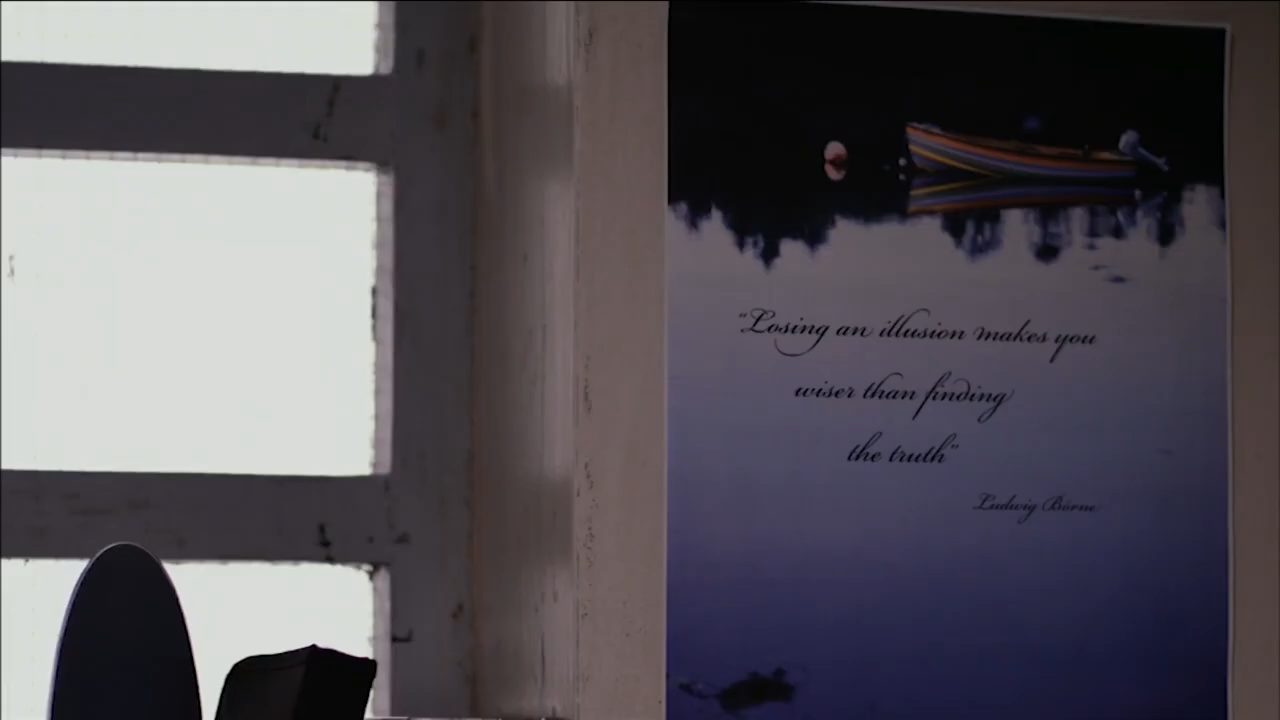 “Losing an illusion makes you
wiser than finding
the truth”
Ludwig Börne